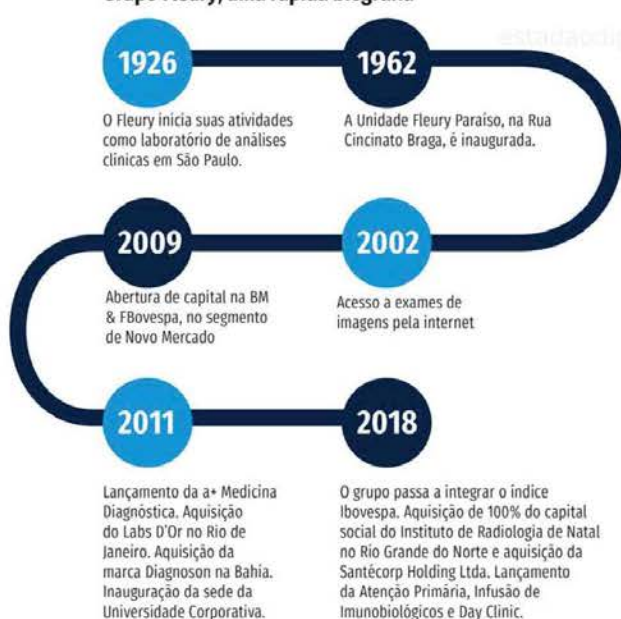 1926
O Fleury inicia suas atividades
como laboratório de análises
clínicas em São Paulo.
1962
A Unidade Fleury Paraíso, na Rua
Cincinato Braga, é inaugurada.
2002
Acesso a exames de
imagens pela internet
2009
Abertura de capital na BM
& FBovespa, no segmento
de Novo Mercado
2011
Lançamento da a+ Medicina
Diagnóstica. Aquisição
do Labs D'Or no Rio de
Janeiro. Aquisição da
marca Diagnoson na Bahia.
Inauguração da sede da
Universidade Corporativa.
2018
O grupo passa a integrar o índice
Ibovespa. Aquisição de 100% do capital
social do Instituto de Radiologia de Natal
no Rio Grande do Norte e aquisição da
Santécorp Holding Ltda. Lançamento
da Atenção Primária, Infusão de
Imunobiológicos e Day Clinic.